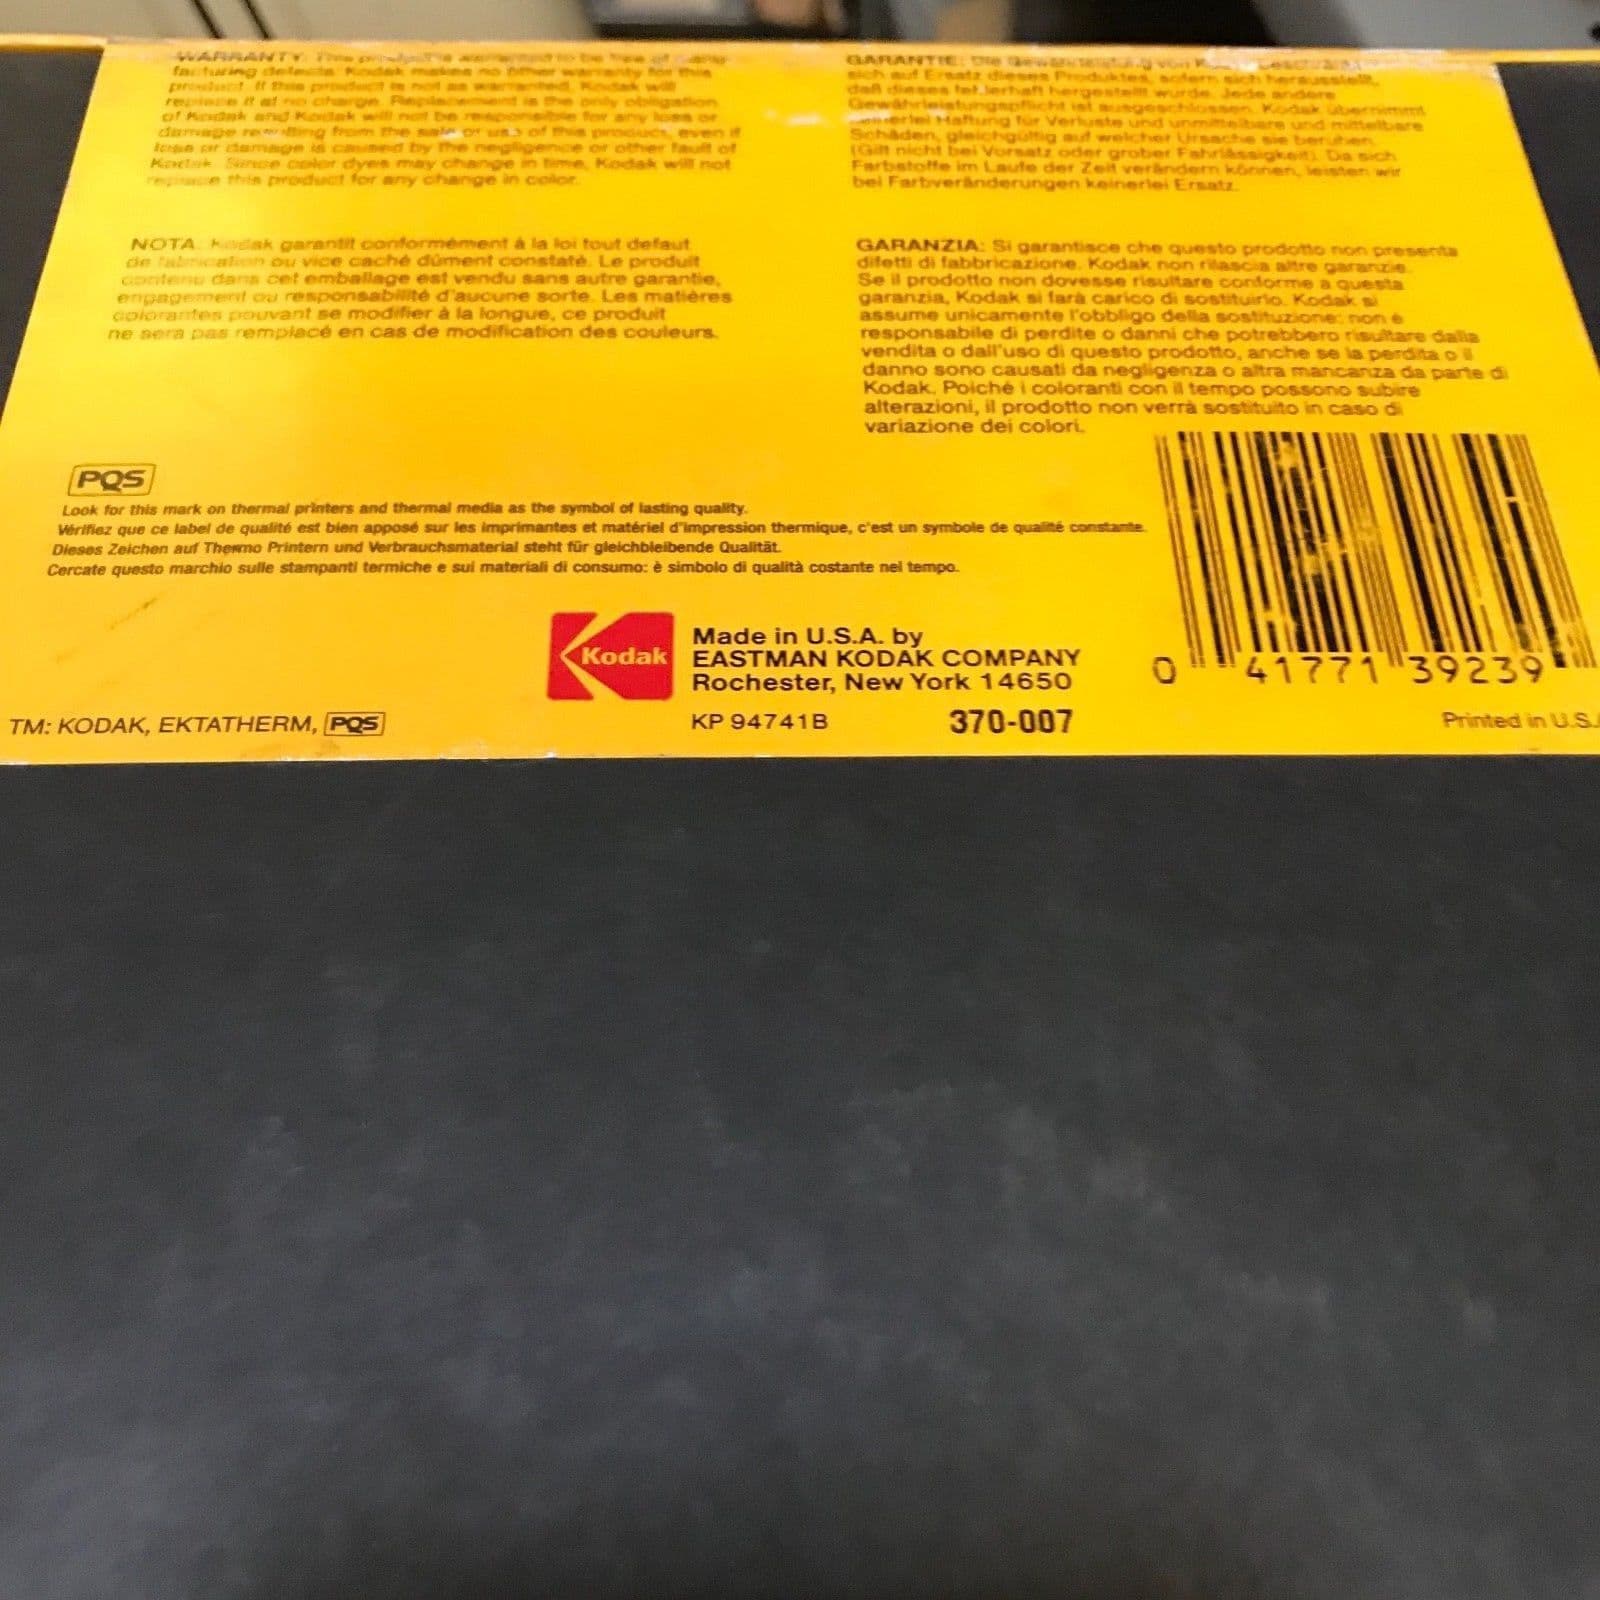 WARRANTY: This product is warranted to be free of manu-
facturing defects. Kodak makes no other warranty for this
product. If this product is not as warranted, Kodak will
replace it at no charge. Replacement is the only obligation
of Kodak and Kodak will not be responsible for any loss or
damage resulting from the sale or use of this product, even if
loss or damage is caused by the negligence or other fault of
Kodak. Since color dyes may change in time, Kodak will not
replace this product for any change in color.
NOTA: Kodak garantit conformément à la loi tout defaut
de fabrication ou vice caché dûment constaté. Le produit
contenu dans cet emballage est vendu sans autre garantie,
engagement ou responsabilité d'aucune sorte. Les matières
colorantes pouvant se modifier à la longue, ce produit
ne sera pas remplacé en cas de modification des couleurs.
GARANTIE: Die Gewährleistung von Kodak beschränkt
sich auf Ersatz dieses Produktes, sofern sich herausstellt,
daß dieses fehlerhaft hergestellt wurde. Jede andere
Gewährleistungspflicht ist ausgeschlossen. Kodak übernimmt
keinerlei Haftung für Verluste und unmittelbare und mittelbare
Schäden, gleichgültig auf welcher Ursache sie beruhen.
(Gilt nicht bei Vorsatz oder grober Fahrlässigkeit). Da sich
Farbstoffe im Laufe der Zeit verändern können, leisten wir
bei Farbveränderungen keinerlei Ersatz.
GARANZIA: Si garantisce che questo prodotto non presenta
difetti di fabbricazione. Kodak non rilascia altre garanzie.
Se il prodotto non dovesse risultare conforme a questa
garanzia, Kodak si farà carico di sostituirlo. Kodak si
assume unicamente l'obbligo della sostituzione: non è
responsabile di perdite o danni che potrebbero risultare dalla
vendita o dall'uso di questo prodotto, anche se la perdita o il
danno sono causati da negligenza o altra mancanza da parte di
Kodak. Poiché i coloranti con il tempo possono subire
alterazioni, il prodotto non verrà sostituito in caso di
variazione dei colori.
PQS
Look for this mark on thermal printers and thermal media as the symbol of lasting quality.
Vérifiez que ce label de qualité est bien apposé sur les imprimantes et matériel d'impression thermique, c'est un symbole de qualité constante.
Dieses Zeichen auf Thermo Printern und Verbrauchsmaterial steht für gleichbleibende Qualität.
Cercate questo marchio sulle stampanti termiche e sui materiali di consumo: è simbolo di qualità costante nel tempo.
Kodak
Made in U.S.A. by
EASTMAN KODAK COMPANY
Rochester, New York 14650
0 41771 39239
TM: KODAK, EKTATHERM, PQS
KP 94741B
370-007
Printed in U.S.